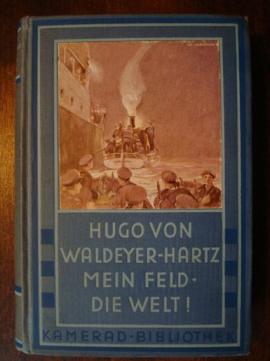 HUGO VON
WALDEYER-HARTZ
MEIN FELD-
DIE WELT!
KAMERAD-BIBLIOTHEK